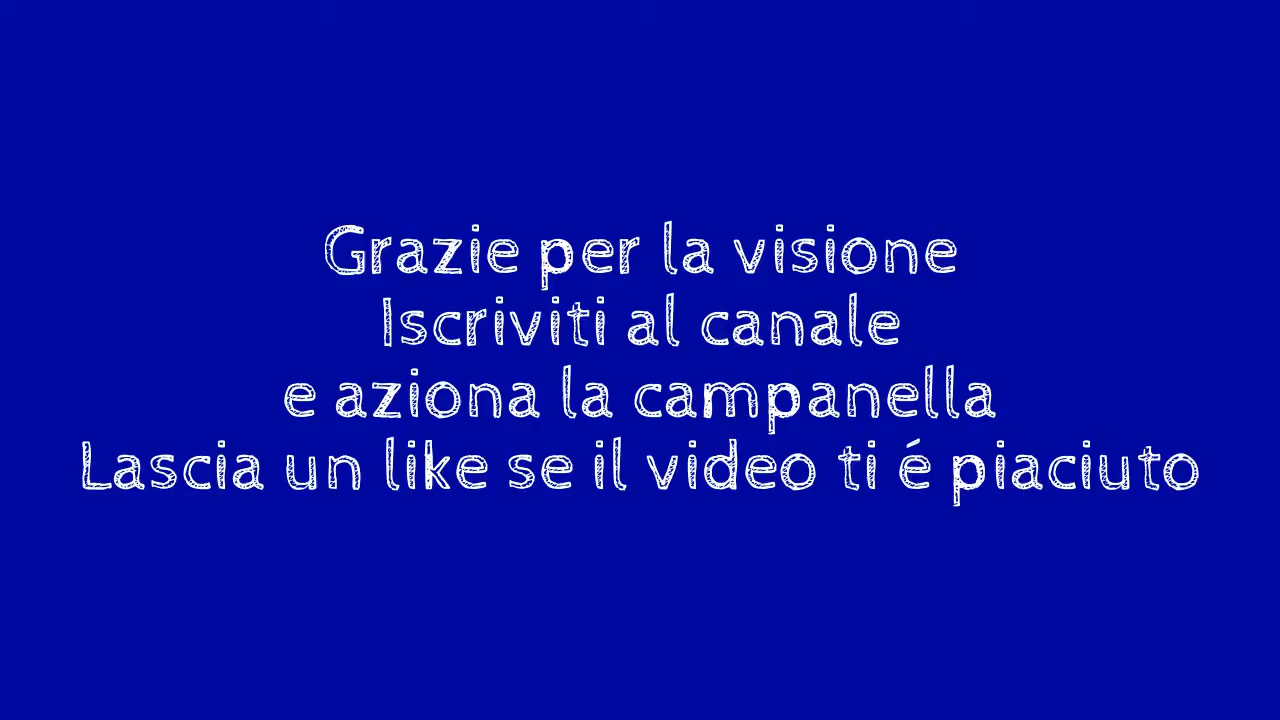 Grazie per la visione
Iscriviti al canale
e aziona la campanella
Lascia un like se il video ti é piaciuto